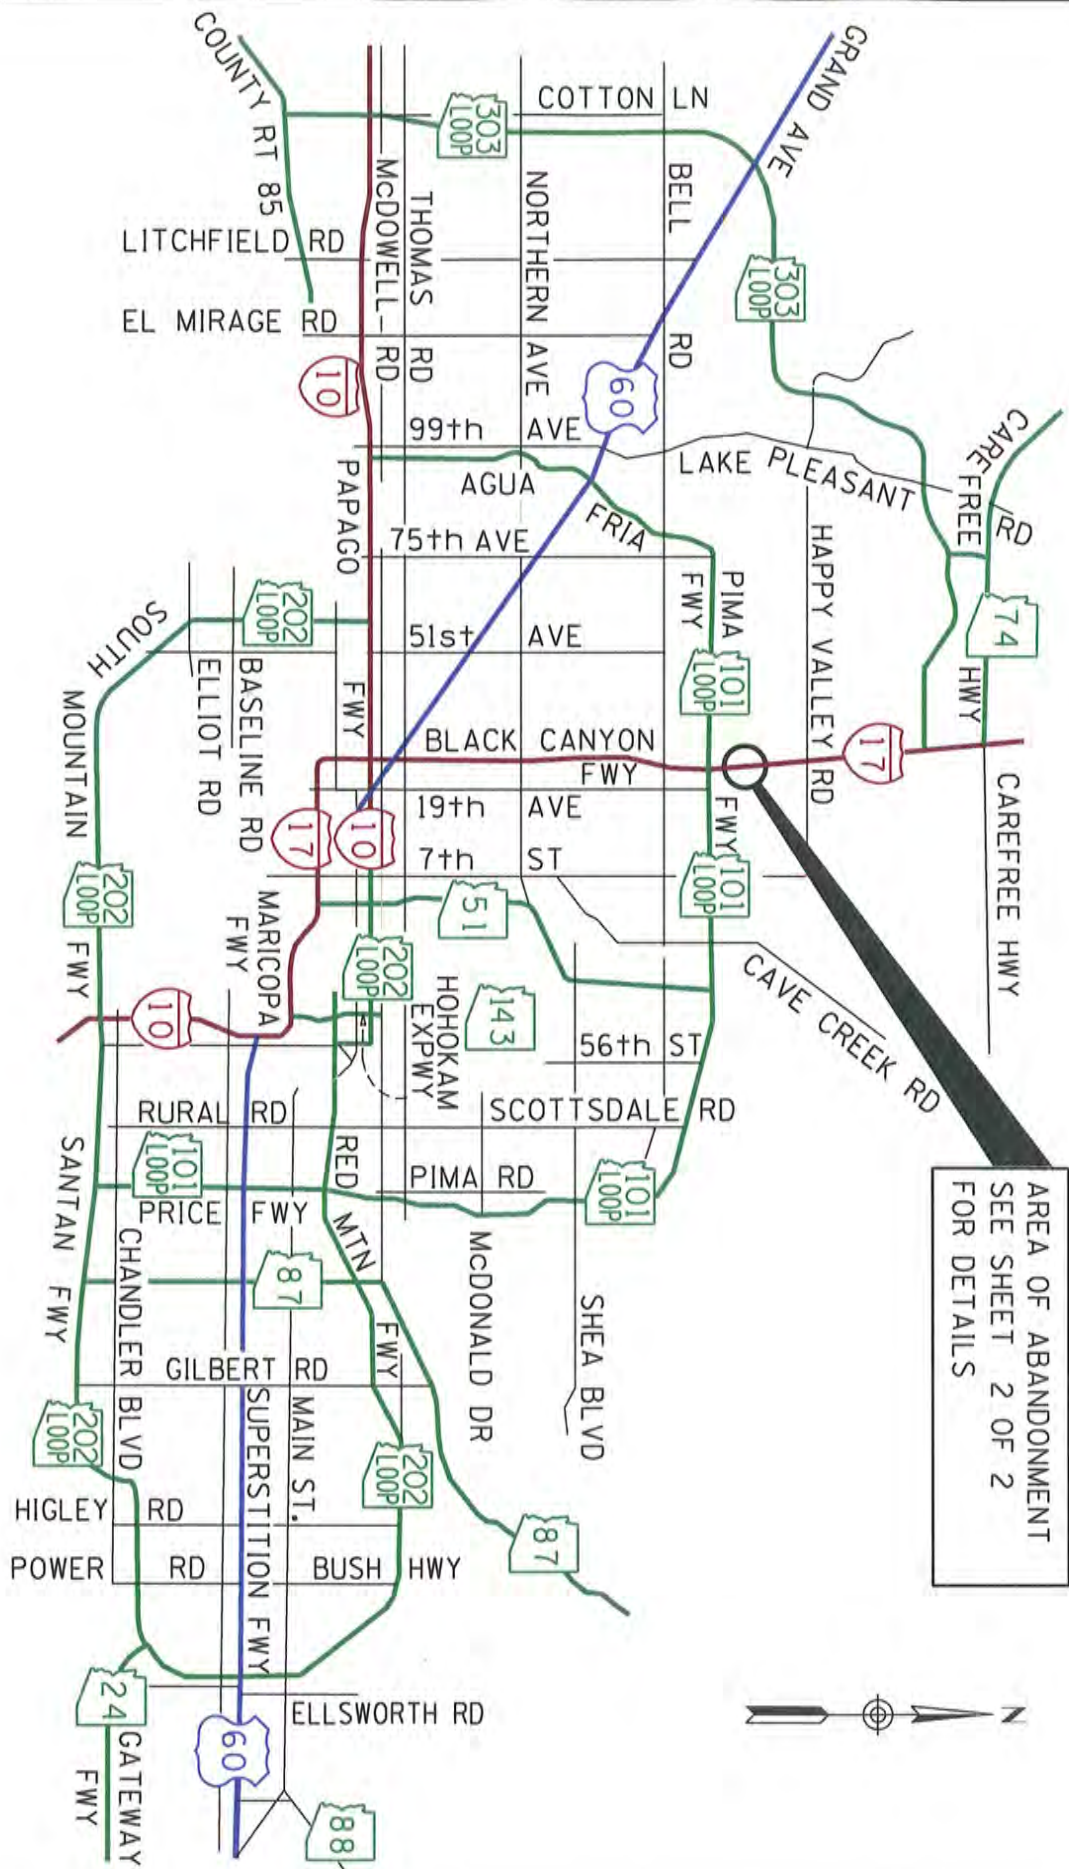 GRAND AVE
COUNTY RT 85
COTTON LN
303
LOOP
BELL RD
NORTHERN AVE
THOMAS RD
McDOWELL RD
LITCHFIELD RD
EL MIRAGE RD
303
LOOP
10
60
CARE FREE RD
99th AVE
LAKE PLEASANT
AGUA FRIA
PAPAGO FWY
75th AVE
PIMA FWY
HAPPY VALLEY RD
74
HWY
SOUTH MOUNTAIN FWY
202
LOOP
BASELINE RD
ELLIOT RD
51st AVE
101
LOOP
BLACK CANYON FWY
17
CAREFREE HWY
19th AVE
FWY
17
10
7th ST
101
LOOP
202
LOOP
51
MARICOPA FWY
202
LOOP
HOHOKAM EXPWY
143
CAVE CREEK RD
10
56th ST
RURAL RD
SCOTTSDALE RD
RED MTN FWY
PIMA RD
101
LOOP
101
LOOP
PRICE FWY
SANTAN FWY
CHANDLER BLVD
87
McDONALD DR
SHEA BLVD
GILBERT RD
SUPERSTITION FWY
MAIN ST.
202
LOOP
202
LOOP
HIGLEY RD
87
POWER RD
BUSH HWY
24
GATEWAY FWY
ELLSWORTH RD
60
88
AREA OF ABANDONMENT
SEE SHEET 2 OF 2
FOR DETAILS
N